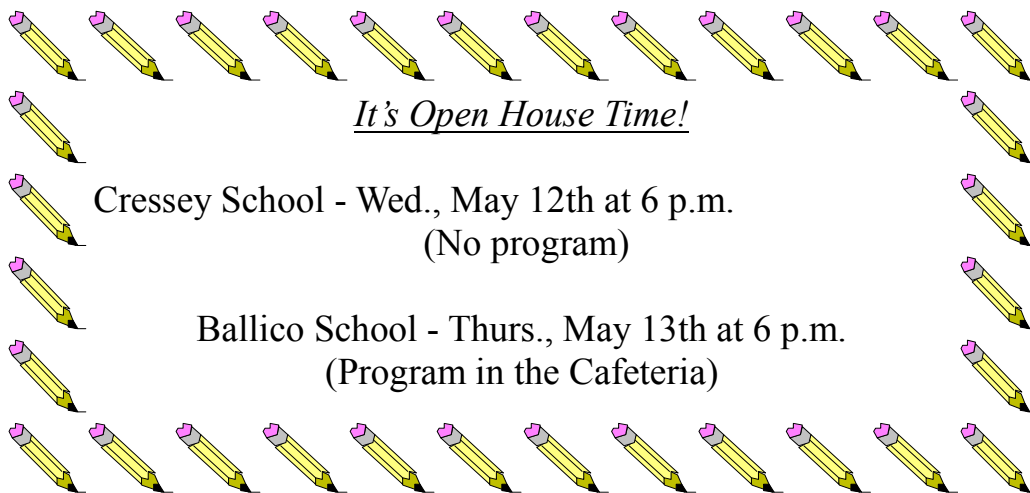 It’s Open House Time!
Cressey School - Wed., May 12th at 6 p.m.
(No program)
Ballico School - Thurs., May 13th at 6 p.m.
(Program in the Cafeteria)